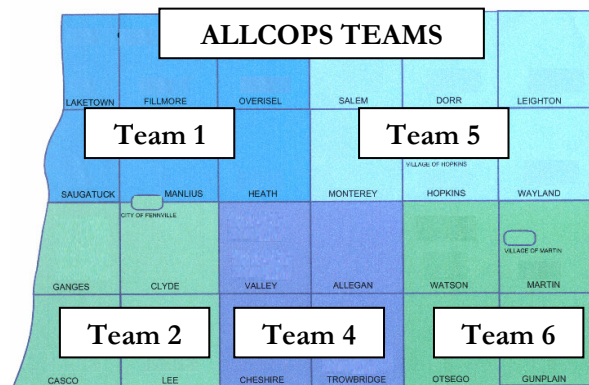 ALLCOPS TEAMS
LAKETOWN FILLMORE OVERISEL SALEM DORR LEIGHTON
Team 1 Team 5
VILLAGE OF HOPKINS
SAUGATUCK MANLIUS HEATH MONTEREY HOPKINS WAYLAND
CITY OF FENNVILLE
VILLAGE OF MARTIN
GANGES CLYDE VALLEY ALLEGAN WATSON MARTIN
Team 2 Team 4 Team 6
CASCO LEE CHESHIRE TROWBRIDGE OTSEGO GUNPLAIN